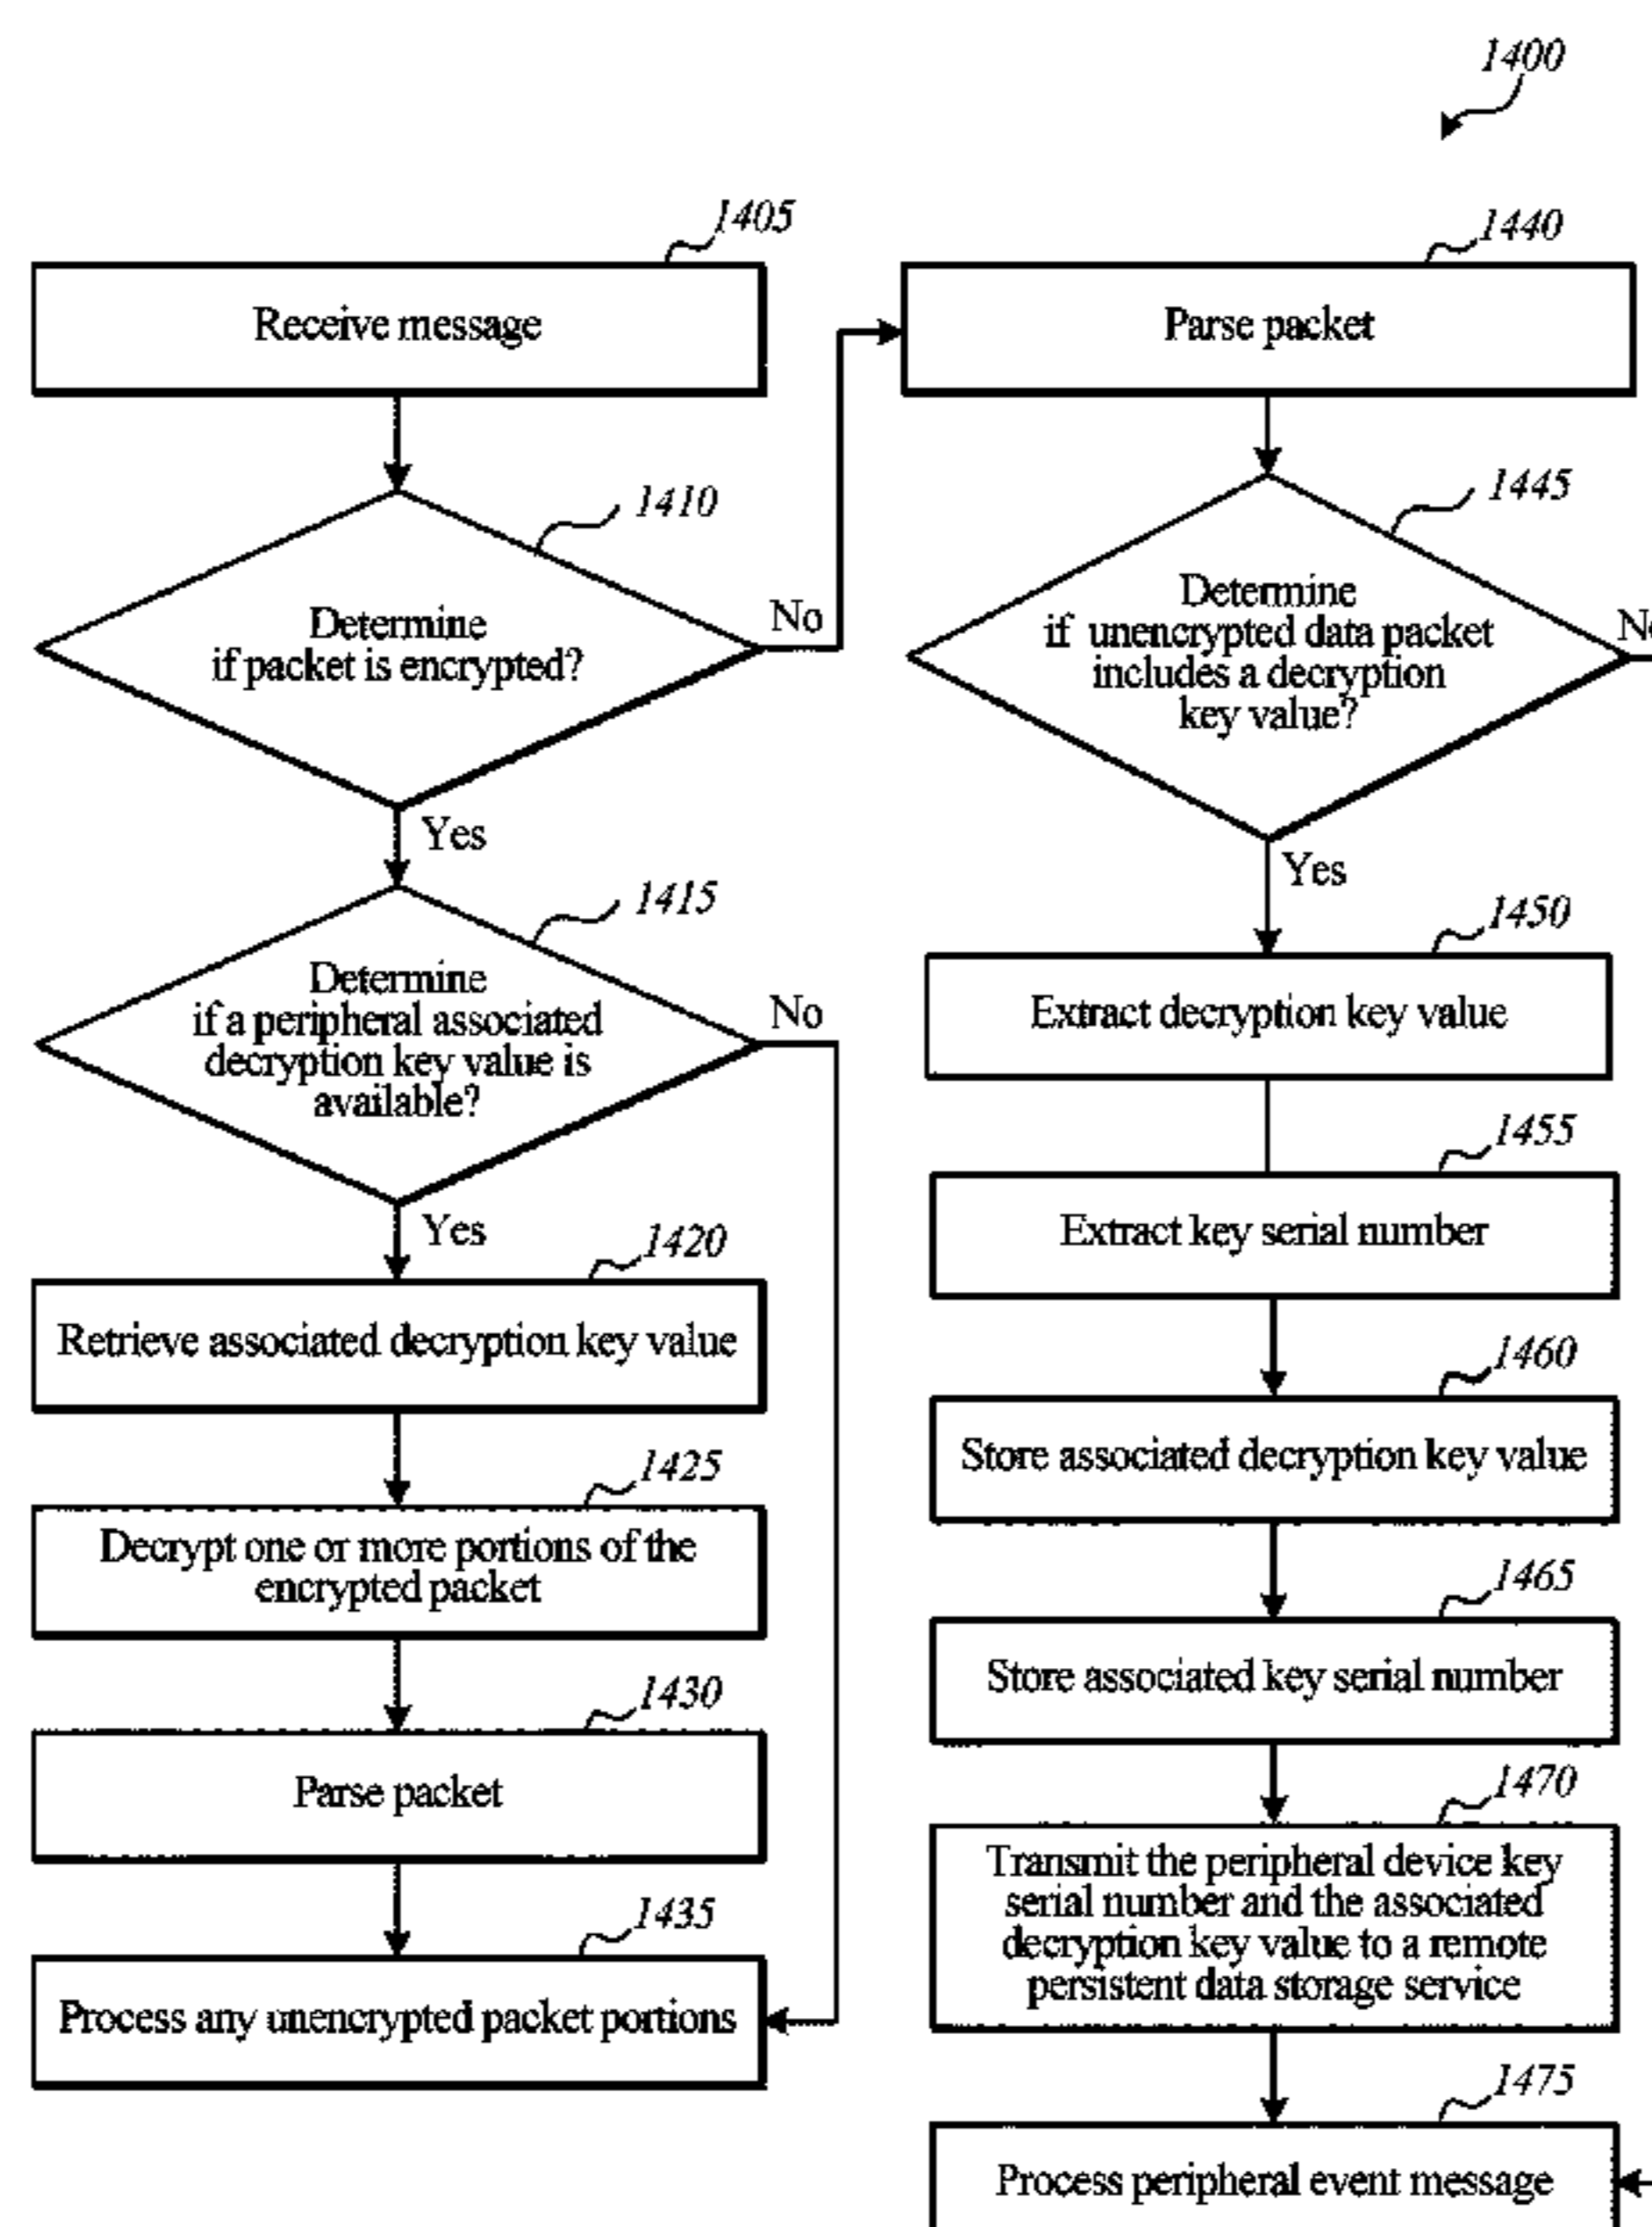 1400
1405
Receive message
1410
Determine
if packet is encrypted?
No
Yes
1415
Determine
if a peripheral associated
decryption key value is
available?
No
Yes
1420
Retrieve associated decryption key value
1425
Decrypt one or more portions of the
encrypted packet
1430
Parse packet
1435
Process any unencrypted packet portions
1440
Parse packet
1445
Determine
if unencrypted data packet
includes a decryption
key value?
No
Yes
1450
Extract decryption key value
1455
Extract key serial number
1460
Store associated decryption key value
1465
Store associated key serial number
1470
Transmit the peripheral device key
serial number and the associated
decryption key value to a remote
persistent data storage service
1475
Process peripheral event message